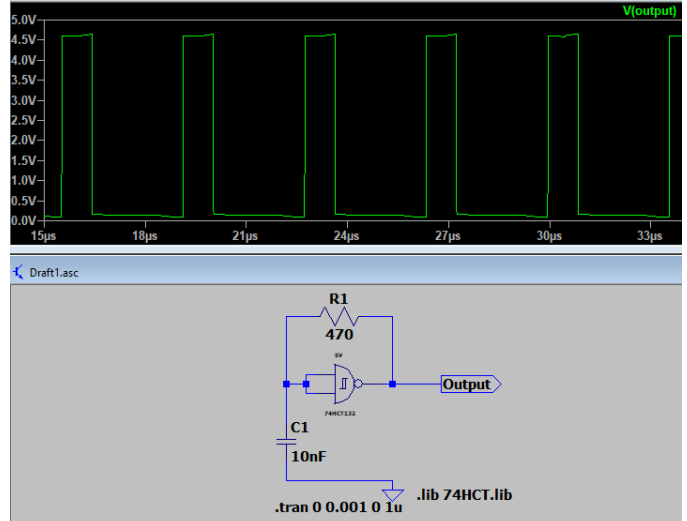 V(output)
5.0V
4.5V
4.0V
3.5V
3.0V
2.5V
2.0V
1.5V
1.0V
0.5V
0.0V
15µs 18µs 21µs 24µs 27µs 30µs 33µs
Draft1.asc
R1
470
5V
Output
74HCT132
C1
10nF
.lib 74HCT.lib
.tran 0 0.001 0 1u